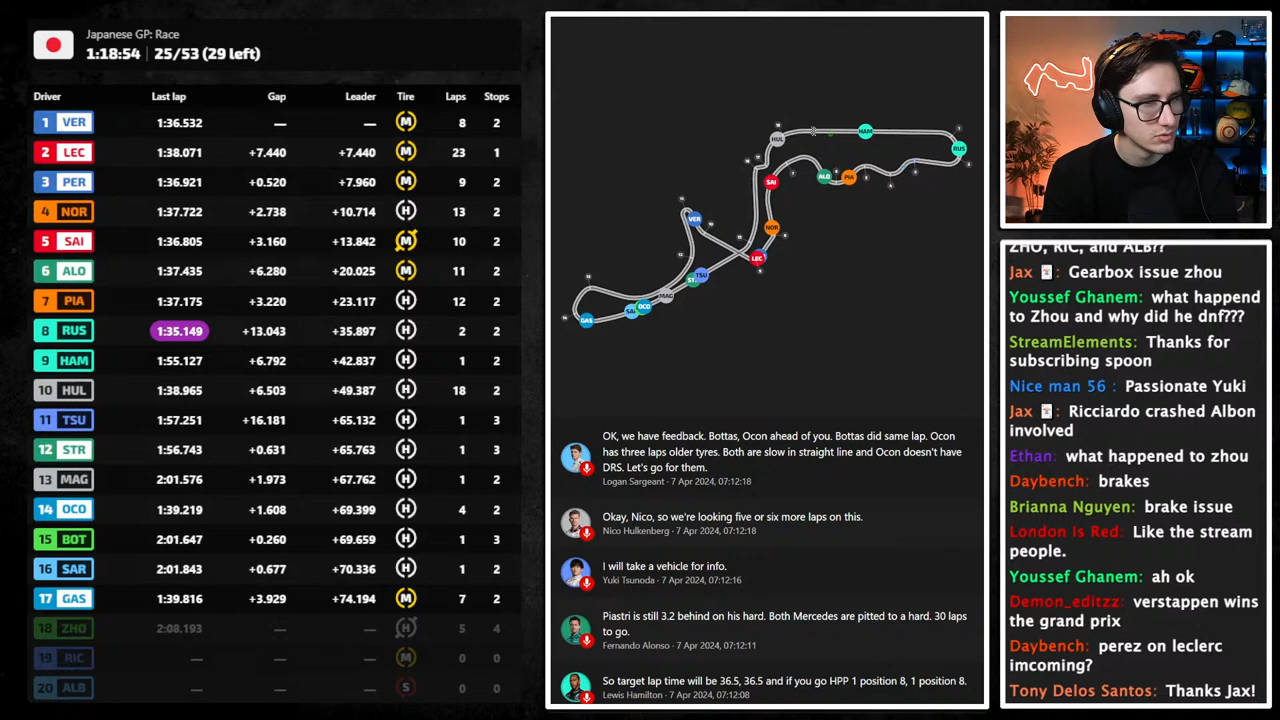 Japanese GP: Race
1:18:54 | 25/53 (29 left)
Driver Last lap Gap Leader Tire Laps Stops
1 VER 1:36.532 — — M 8 2
2 LEC 1:38.071 +7.440 +7.440 M 23 1
3 PER 1:36.921 +0.520 +7.960 M 9 2
4 NOR 1:37.722 +2.738 +10.714 H 13 2
5 SAI 1:36.805 +3.160 +13.842 M 10 2
6 ALO 1:37.435 +6.280 +20.025 M 11 2
7 PIA 1:37.175 +3.220 +23.117 H 12 2
8 RUS 1:35.149 +13.043 +35.897 H 2 2
9 HAM 1:55.127 +6.792 +42.837 H 1 2
10 HUL 1:38.965 +6.503 +49.387 H 18 2
11 TSU 1:57.251 +16.181 +65.132 H 1 3
12 STR 1:56.743 +0.631 +65.763 H 1 3
13 MAG 2:01.576 +1.973 +67.762 H 1 2
14 OCO 1:39.219 +1.608 +69.399 H 4 2
15 BOT 2:01.647 +0.260 +69.659 H 1 3
16 SAR 2:01.843 +0.677 +70.336 H 1 2
17 GAS 1:39.816 +3.929 +74.194 M 7 2
18 ZHO 2:08.193 — — H 5 4
19 RIC — — — M 0 0
20 ALB — — — S 0 0
HUL
HAM
RUS
SAI
ALO
PIA
VER
NOR
LEC
TSU
MAG
OCO
GAS
OK, we have feedback. Bottas, Ocon ahead of you. Bottas did same lap. Ocon
has three laps older tyres. Both are slow in straight line and Ocon doesn't have
DRS. Let's go for them.
Logan Sargeant · 7 Apr 2024, 07:12:18
Okay, Nico, so we're looking five or six more laps on this.
Nico Hulkenberg · 7 Apr 2024, 07:12:18
I will take a vehicle for info.
Yuki Tsunoda · 7 Apr 2024, 07:12:16
Piastri is still 3.2 behind on his hard. Both Mercedes are pitted to a hard. 30 laps
to go.
Fernando Alonso · 7 Apr 2024, 07:12:11
So target lap time will be 36.5, 36.5 and if you go HPP 1 position 8, 1 position 8.
Lewis Hamilton · 7 Apr 2024, 07:12:08
ZHO, RIC, and ALB??
Jax : Gearbox issue zhou
Youssef Ghanem: what happend
to Zhou and why did he dnf???
StreamElements: Thanks for
subscribing spoon
Nice man 56 : Passionate Yuki
Jax : Ricciardo crashed Albon
involved
Ethan: what happened to zhou
Daybench: brakes
Brianna Nguyen: brake issue
London Is Red: Like the stream
people.
Youssef Ghanem: ah ok
Demon_editzz: verstappen wins
the grand prix
Daybench: perez on leclerc
imcoming?
Tony Delos Santos: Thanks Jax!